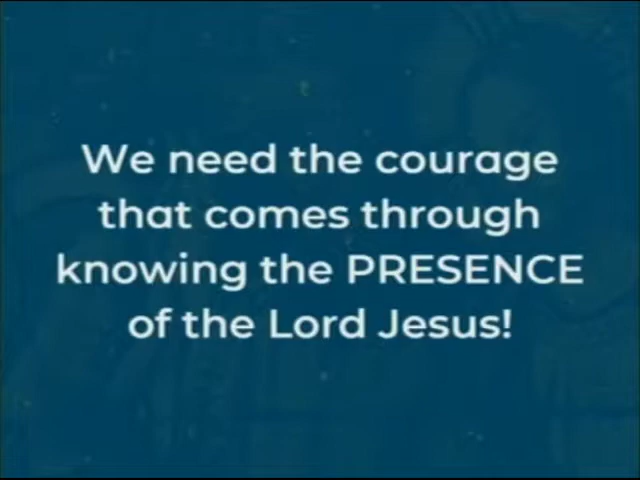 We need the courage
that comes through
knowing the PRESENCE
of the Lord Jesus!